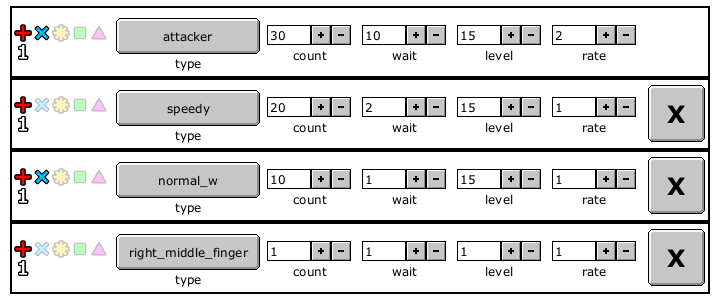 attacker 30 + - 10 + - 15 + - 2 + -
1 type count wait level rate
speedy 20 + - 2 + - 15 + - 1 + - X
1 type count wait level rate
normal_w 10 + - 1 + - 15 + - 1 + - X
1 type count wait level rate
right_middle_finger 1 + - 1 + - 1 + - 1 + - X
1 type count wait level rate